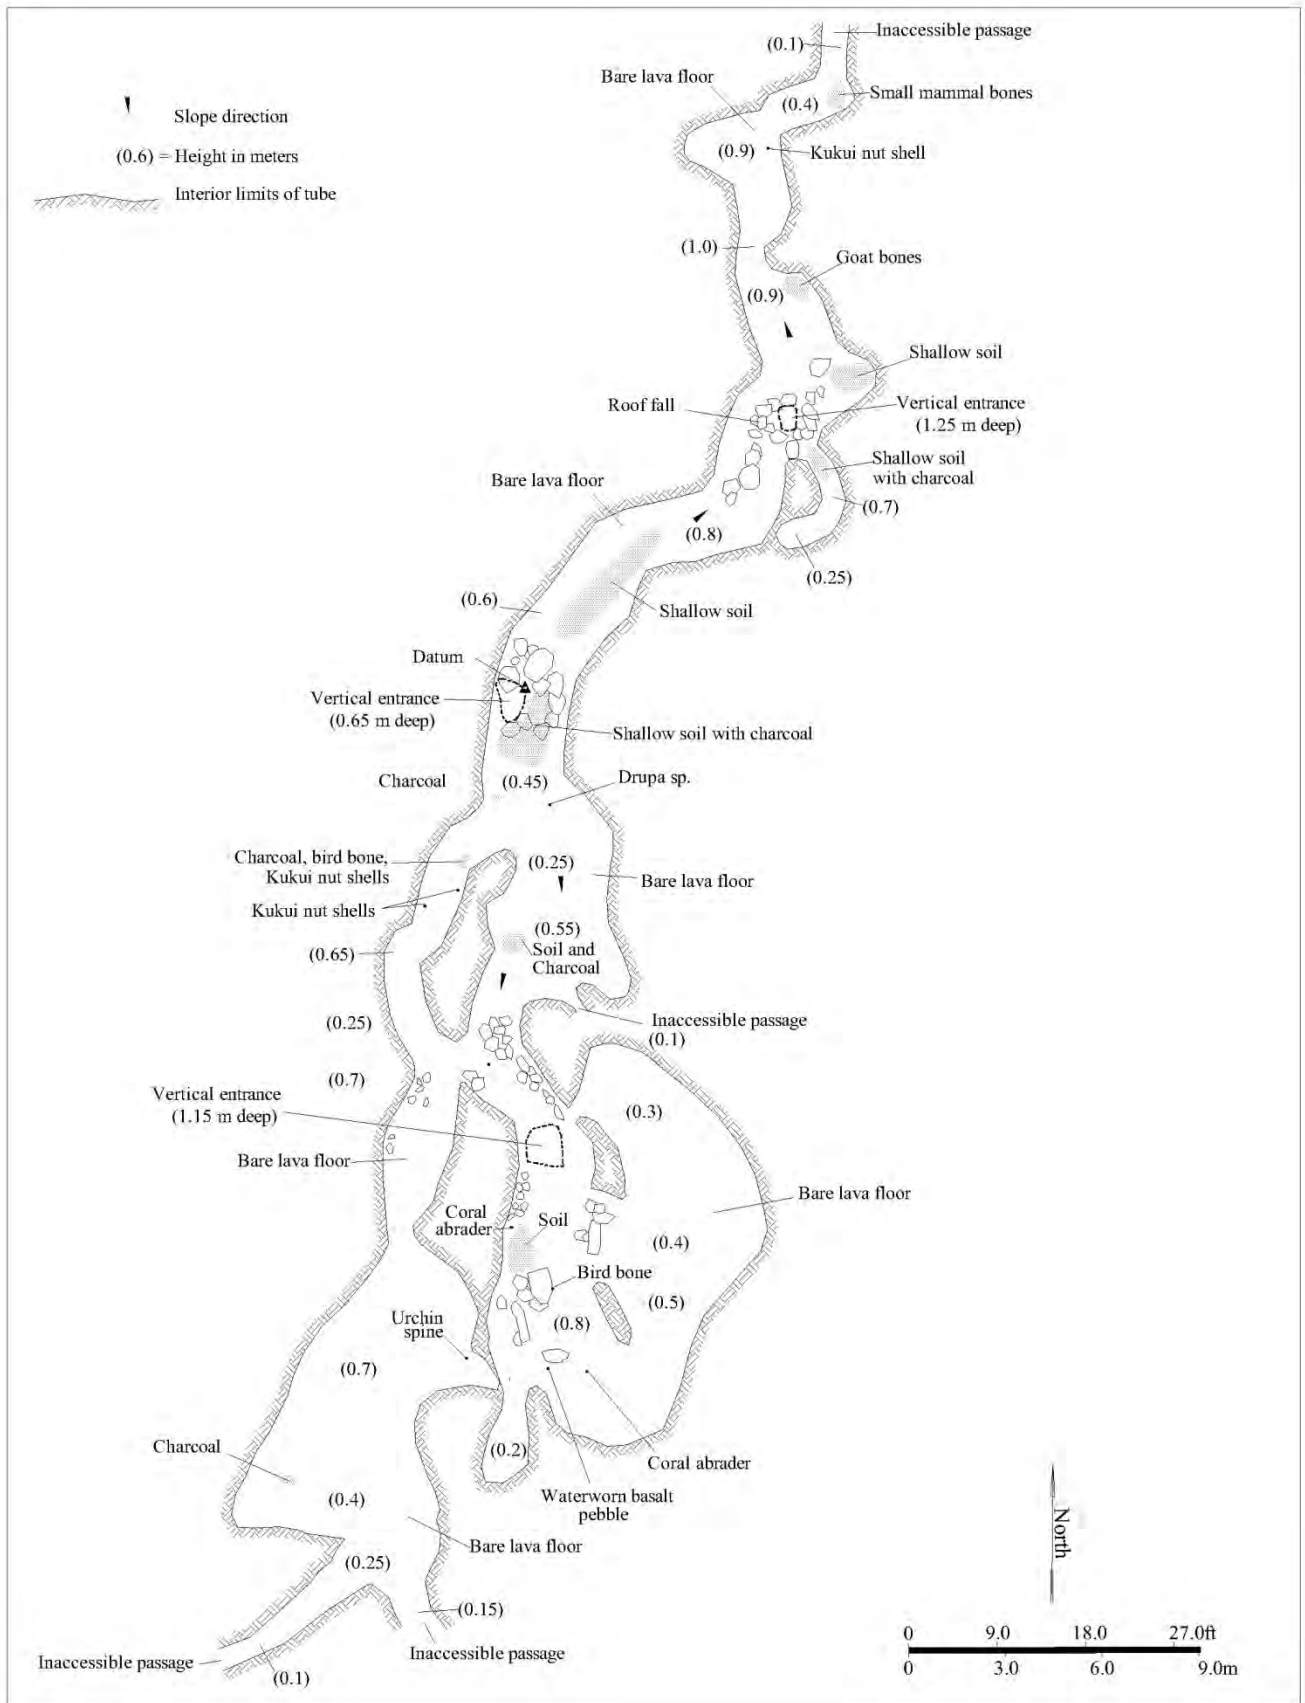 Inaccessible passage
(0.1)
Bare lava floor
Small mammal bones
(0.4)
Slope direction
(0.9)
Kukui nut shell
(0.6) = Height in meters
Interior limits of tube
(1.0)
Goat bones
(0.9)
Shallow soil
Roof fall
Vertical entrance
(1.25 m deep)
Shallow soil
with charcoal
Bare lava floor
(0.7)
(0.8)
(0.25)
(0.6)
Shallow soil
Datum
Vertical entrance
(0.65 m deep)
Shallow soil with charcoal
Charcoal
(0.45)
Drupa sp.
Charcoal, bird bone,
Kukui nut shells
(0.25)
Bare lava floor
Kukui nut shells
(0.55)
Soil and
Charcoal
(0.65)
(0.25)
Inaccessible passage
(0.1)
(0.7)
Vertical entrance
(1.15 m deep)
(0.3)
Bare lava floor
Bare lava floor
Coral
abrader
Soil
(0.4)
Bird bone
(0.5)
Urchin
spine
(0.8)
(0.7)
Charcoal
(0.2)
Coral abrader
Waterworn basalt
pebble
(0.4)
Bare lava floor
North
(0.25)
(0.15)
Inaccessible passage
Inaccessible passage
(0.1)
0 9.0 18.0 27.0ft
0 3.0 6.0 9.0m